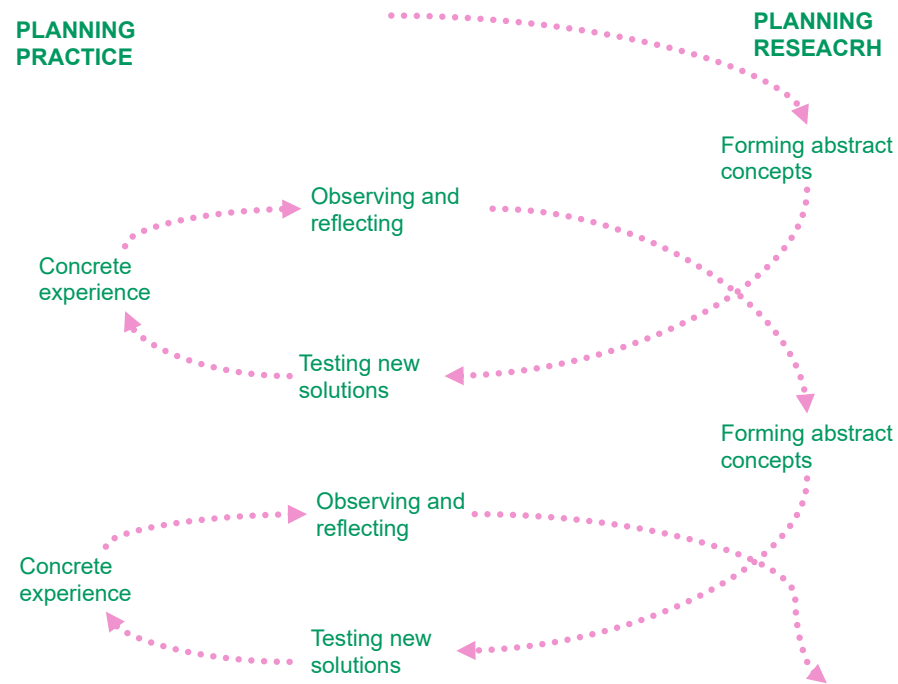 PLANNING
PRACTICE
PLANNING
RESEACRH
Forming abstract
concepts
Observing and
reflecting
Concrete
experience
Testing new
solutions
Forming abstract
concepts
Observing and
reflecting
Concrete
experience
Testing new
solutions